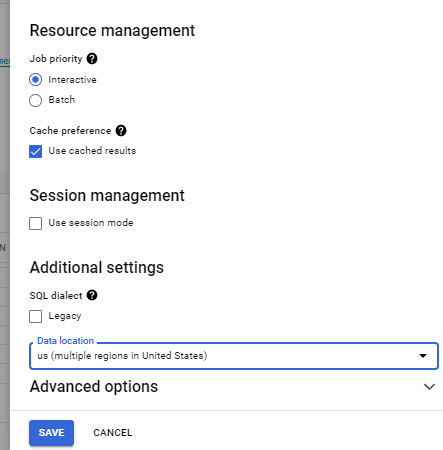 Resource management
Job priority
Interactive
Batch
Cache preference
Use cached results
Session management
Use session mode
Additional settings
SQL dialect
Legacy
Data location
us (multiple regions in United States)
Advanced options
SAVE CANCEL